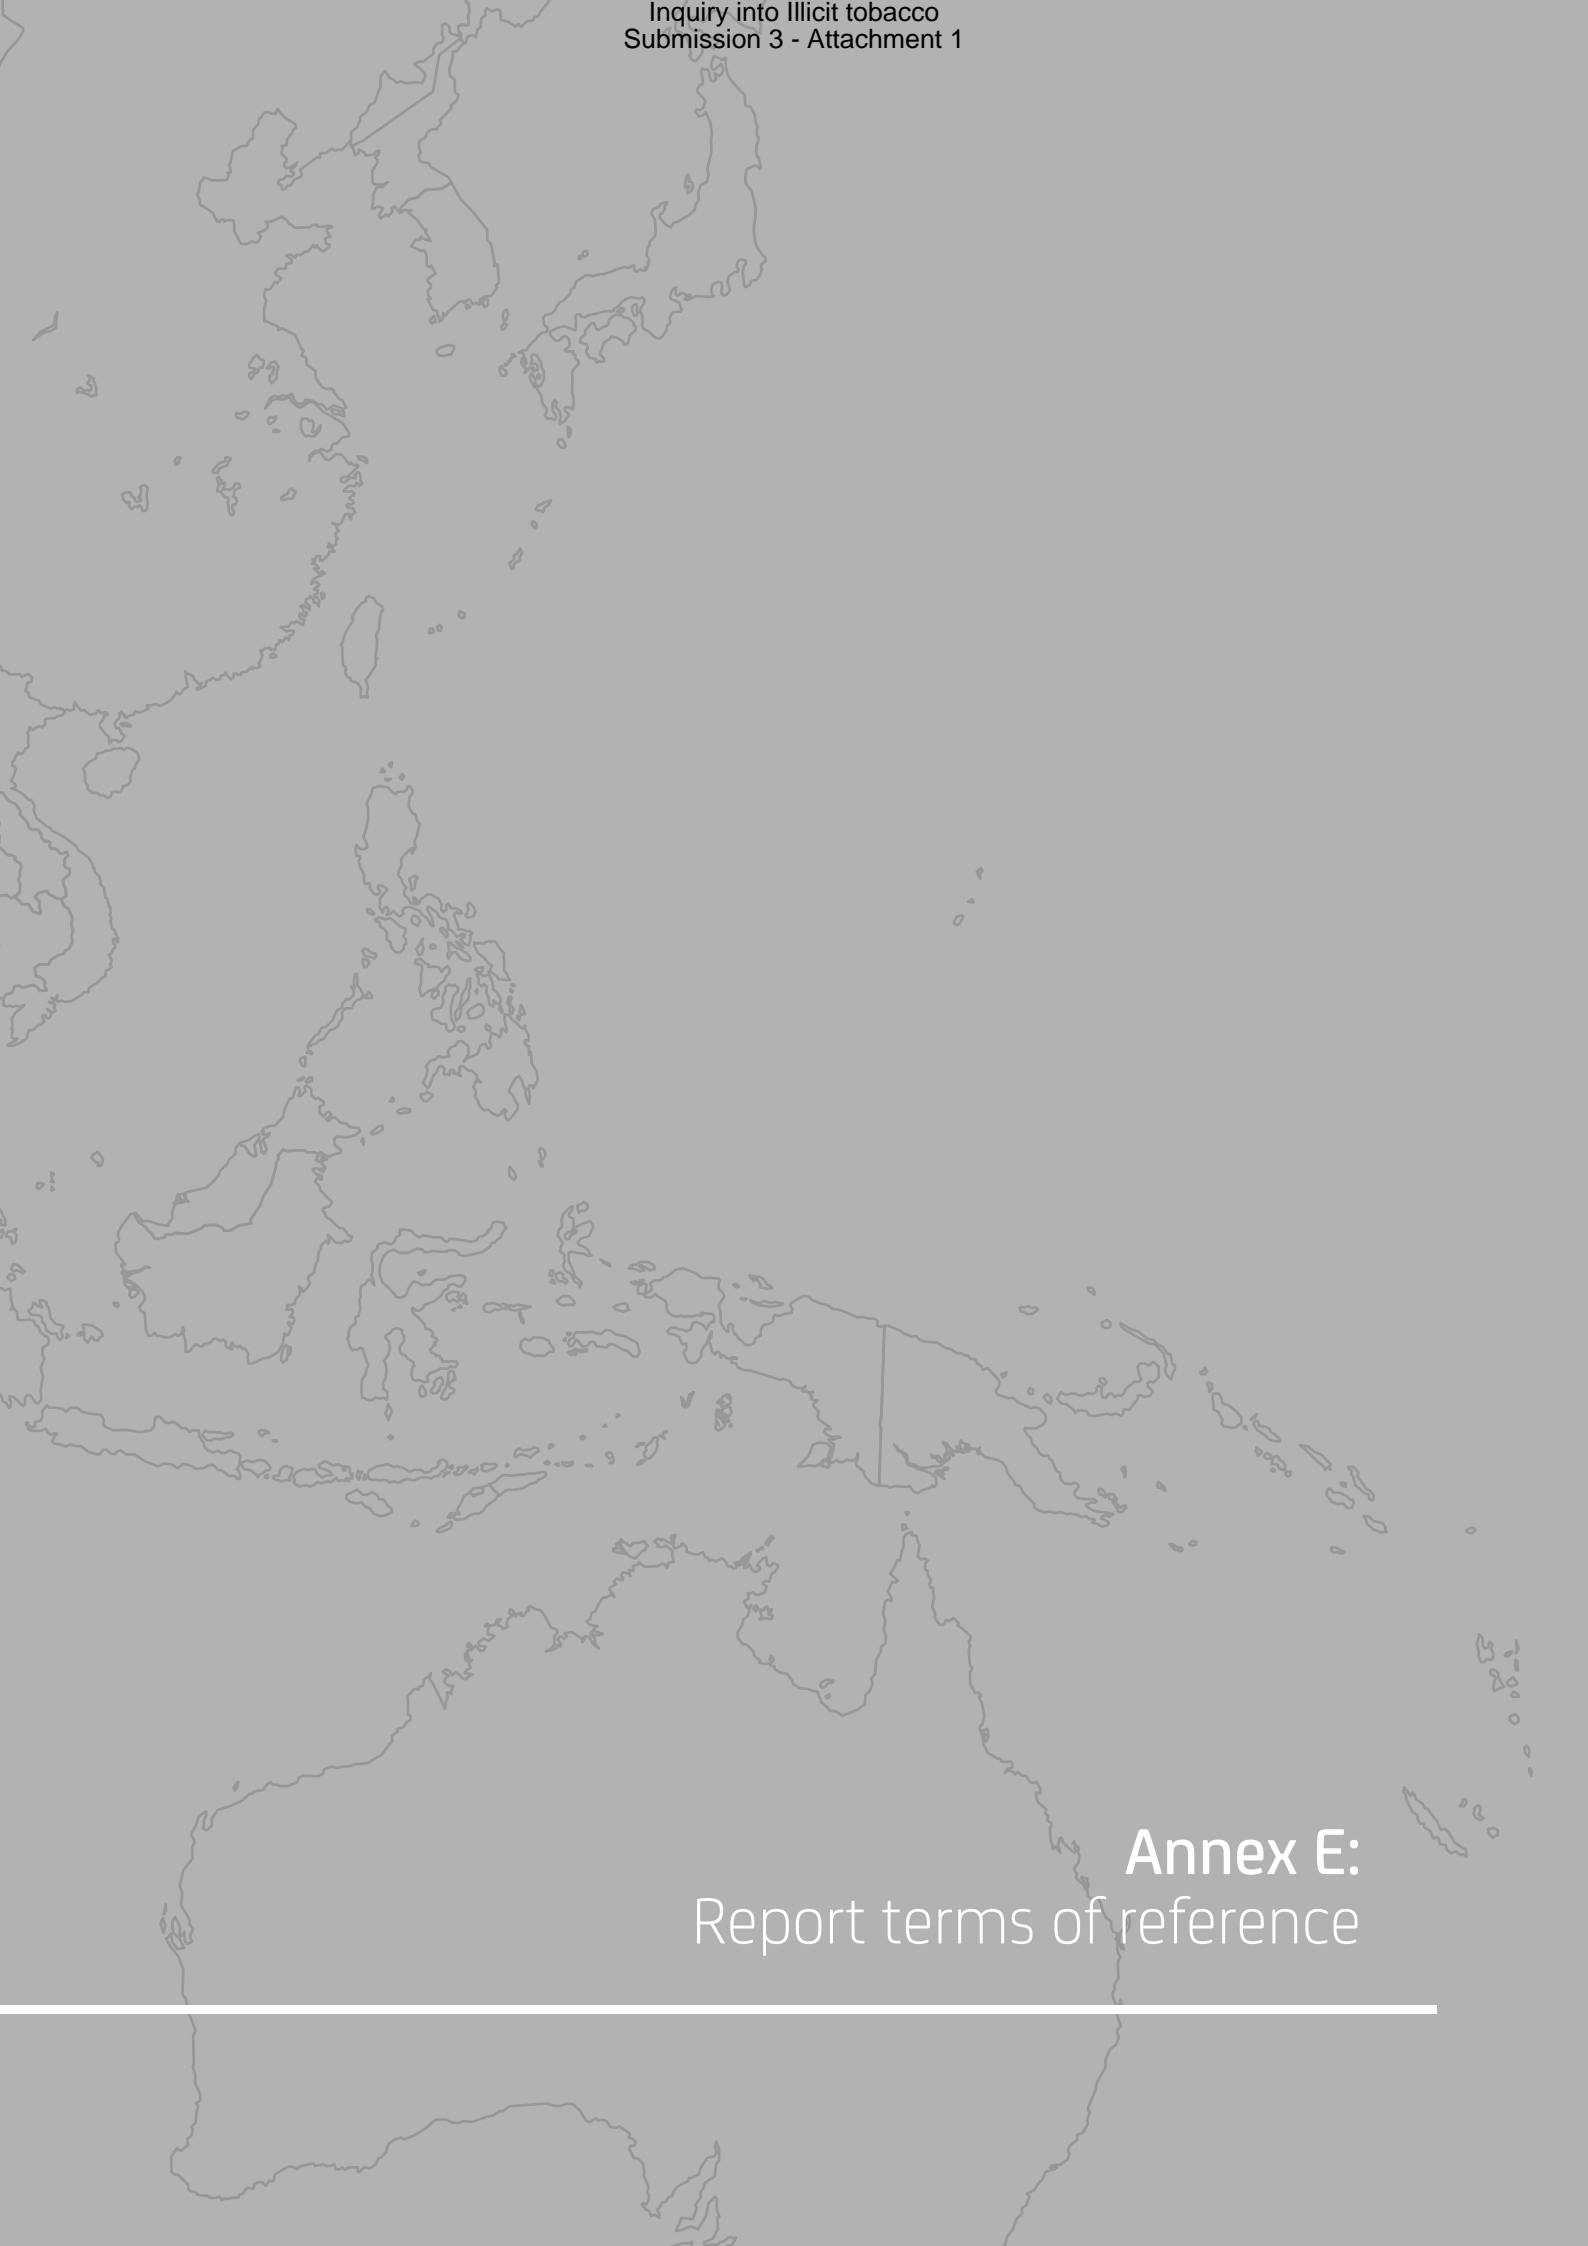 Inquiry into Illicit tobacco
Submission 3 - Attachment 1
Annex E:
Report terms of reference